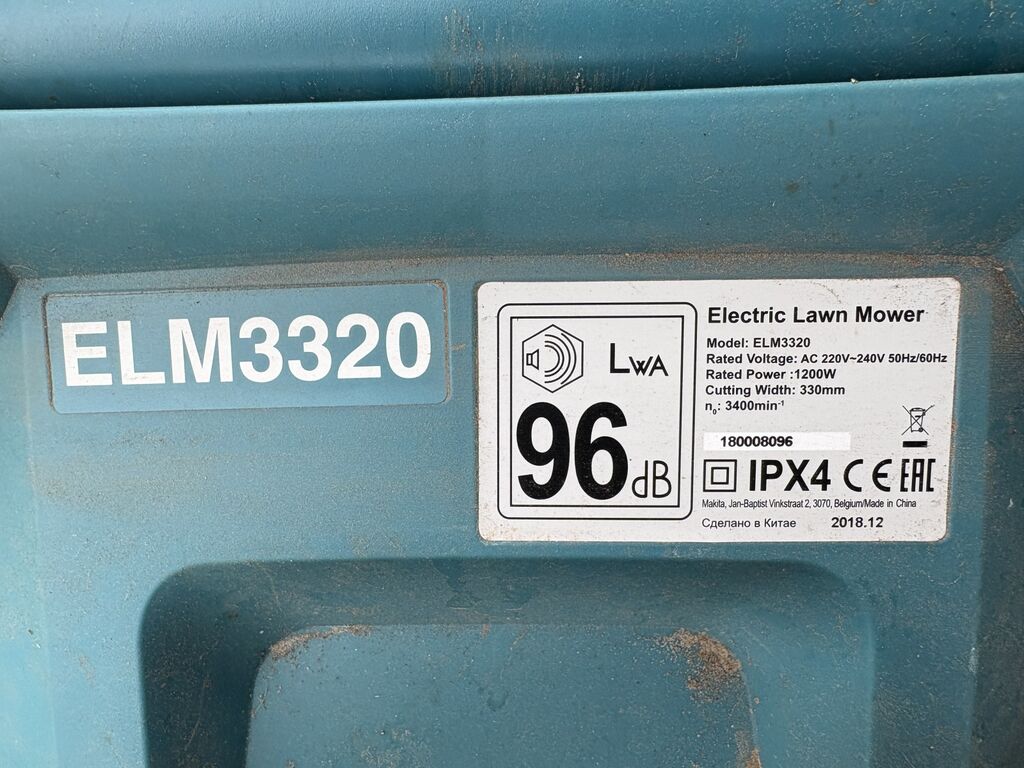 ELM3320
LWA
96 dB
Electric Lawn Mower
Model: ELM3320
Rated Voltage: AC 220V~240V 50Hz/60Hz
Rated Power :1200W
Cutting Width: 330mm
n₀: 3400min⁻¹
180008096
IPX4 CE EAC
Makita, Jan-Baptist Vinkstraat 2, 3070, Belgium/Made in China
Сделано в Китае 2018.12